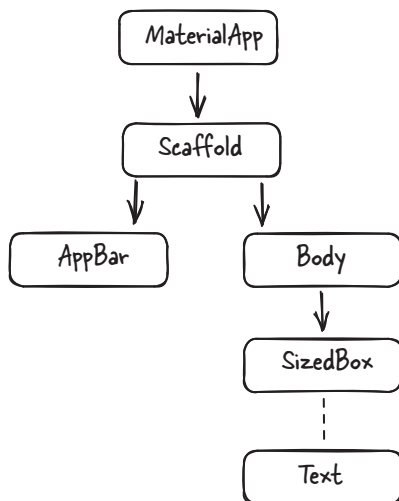 MaterialApp
Scaffold
AppBar
Body
SizedBox
Text